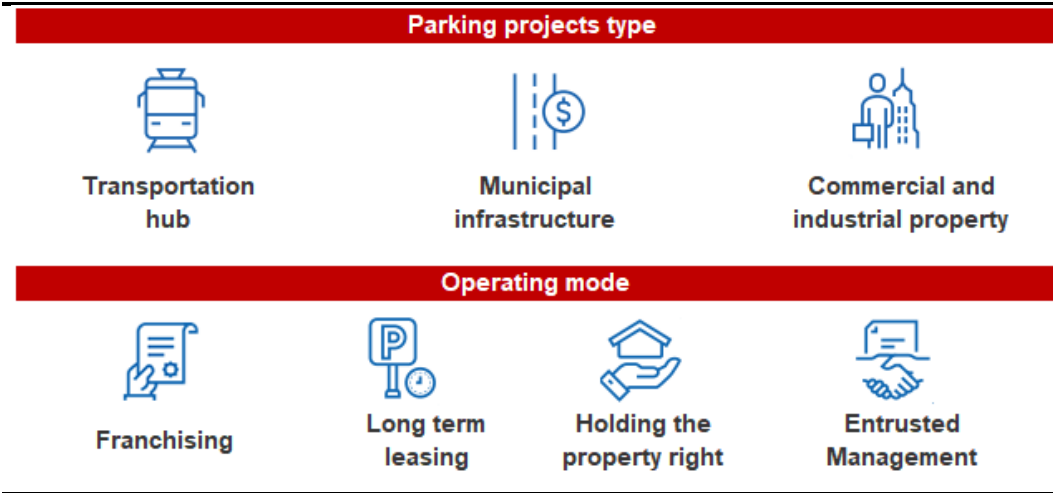 Parking projects type
$
Transportation
hub
Municipal
infrastructure
Commercial and
industrial property
Operating mode
P
Franchising
Long term
leasing
Holding the
property right
Entrusted
Management